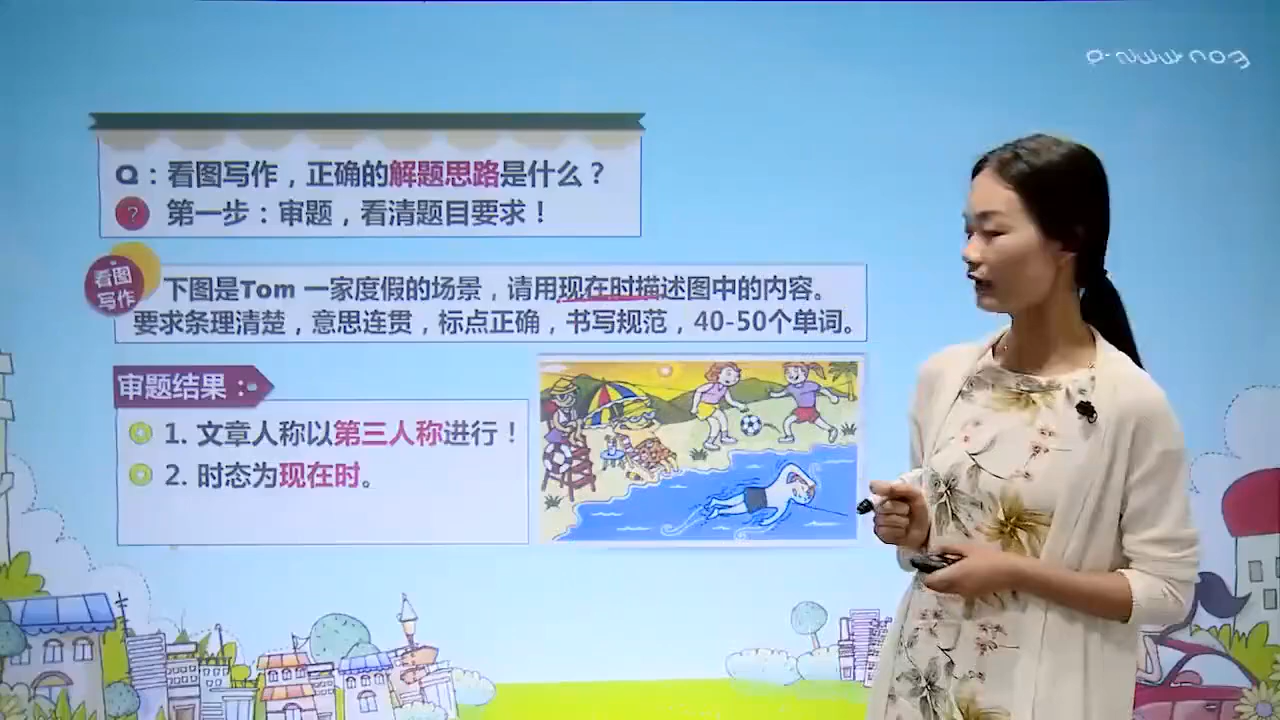 Q：看图写作，正确的解题思路是什么？
? 第一步：审题，看清题目要求！
看图
写作
下图是Tom 一家度假的场景，请用现在时描述图中的内容。
要求条理清楚，意思连贯，标点正确，书写规范，40-50个单词。
审题结果：
1. 文章人称以第三人称进行！
2. 时态为现在时。